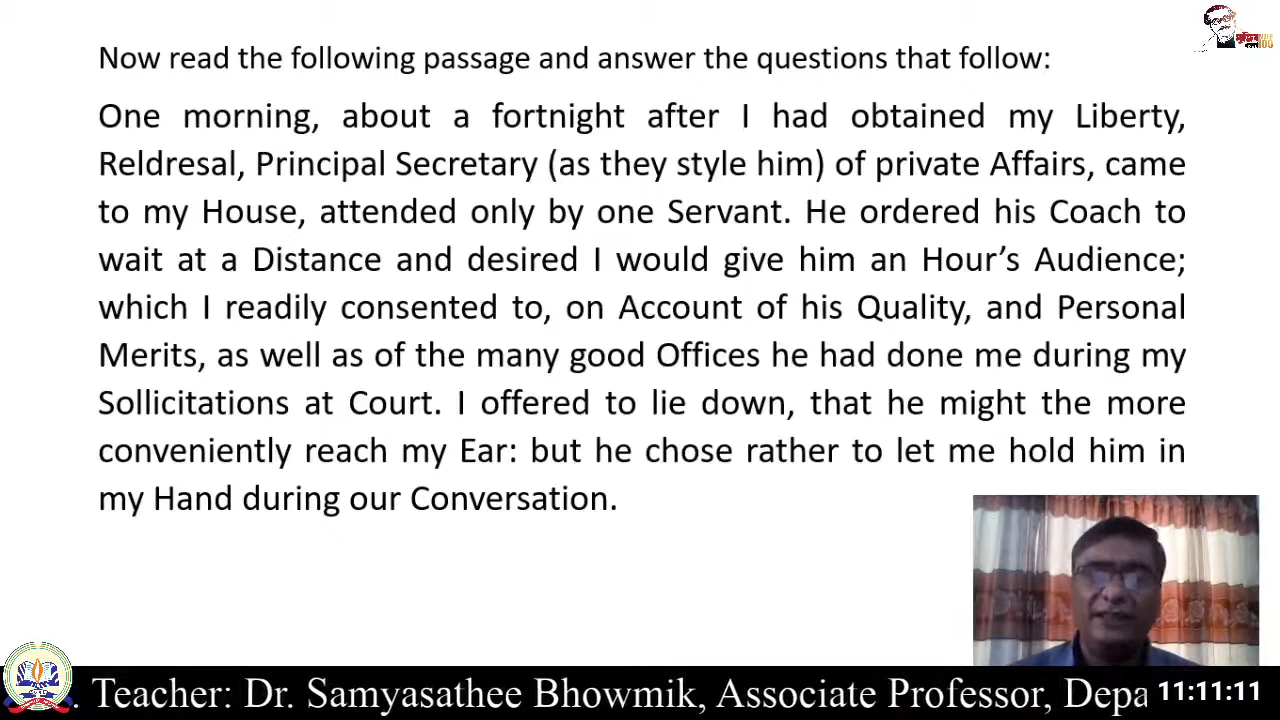 Now read the following passage and answer the questions that follow:
One morning, about a fortnight after I had obtained my Liberty,
Reldresal, Principal Secretary (as they style him) of private Affairs, came
to my House, attended only by one Servant. He ordered his Coach to
wait at a Distance and desired I would give him an Hour’s Audience;
which I readily consented to, on Account of his Quality, and Personal
Merits, as well as of the many good Offices he had done me during my
Sollicitations at Court. I offered to lie down, that he might the more
conveniently reach my Ear: but he chose rather to let me hold him in
my Hand during our Conversation.
. Teacher: Dr. Samyasathee Bhowmik, Associate Professor, Depa
11:11:11